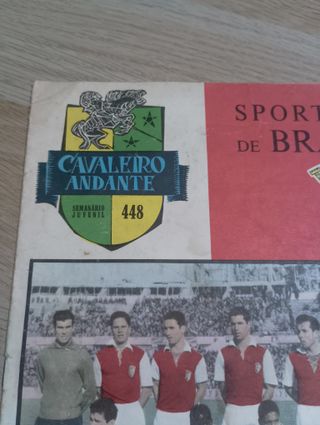 CAVALEIRO
ANDANTE
SEMANÁRIO
JUVENIL
448
SPORT
DE BRA